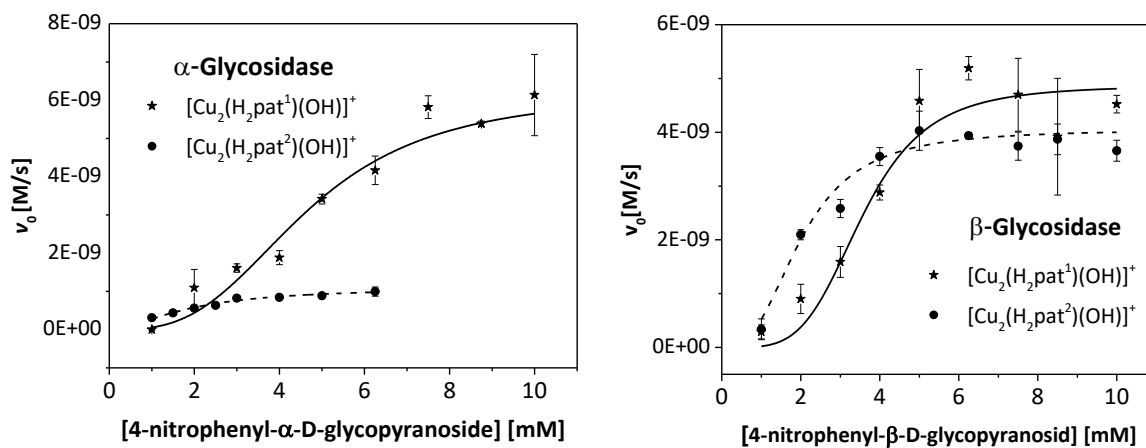 8E-09
6E-09
4E-09
2E-09
0E+00
v₀ [M/s]
α-Glycosidase
[Cu₂(H₂pat¹)(OH)]⁺
[Cu₂(H₂pat²)(OH)]⁺
0 2 4 6 8 10
[4-nitrophenyl-α-D-glycopyranoside] [mM]
6E-09
4E-09
2E-09
0E+00
v₀[M/s]
β-Glycosidase
[Cu₂(H₂pat¹)(OH)]⁺
[Cu₂(H₂pat²)(OH)]⁺
0 2 4 6 8 10
[4-nitrophenyl-β-D-glycopyranosid] [mM]